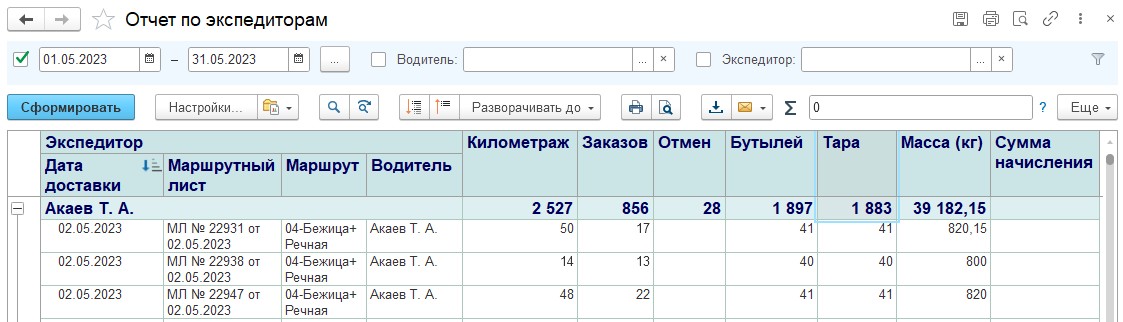 Отчет по экспедиторам
01.05.2023 – 31.05.2023 ... Водитель: ... × Экспедитор: ... ×
Сформировать Настройки... Разворачивать до Σ 0 ? Еще
Экспедитор Километраж Заказов Отмен Бутылей Тара Масса (кг) Сумма начисления
Дата доставки Маршрутный лист Маршрут Водитель
Акаев Т. А. 2 527 856 28 1 897 1 883 39 182,15
02.05.2023 МЛ № 22931 от 04-Бежица+ Акаев Т. А. 50 17 41 41 820,15
02.05.2023 Речная
02.05.2023 МЛ № 22938 от 04-Бежица+ Акаев Т. А. 14 13 40 40 800
02.05.2023 Речная
02.05.2023 МЛ № 22947 от 04-Бежица+ Акаев Т. А. 48 22 41 41 820
02.05.2023 Речная